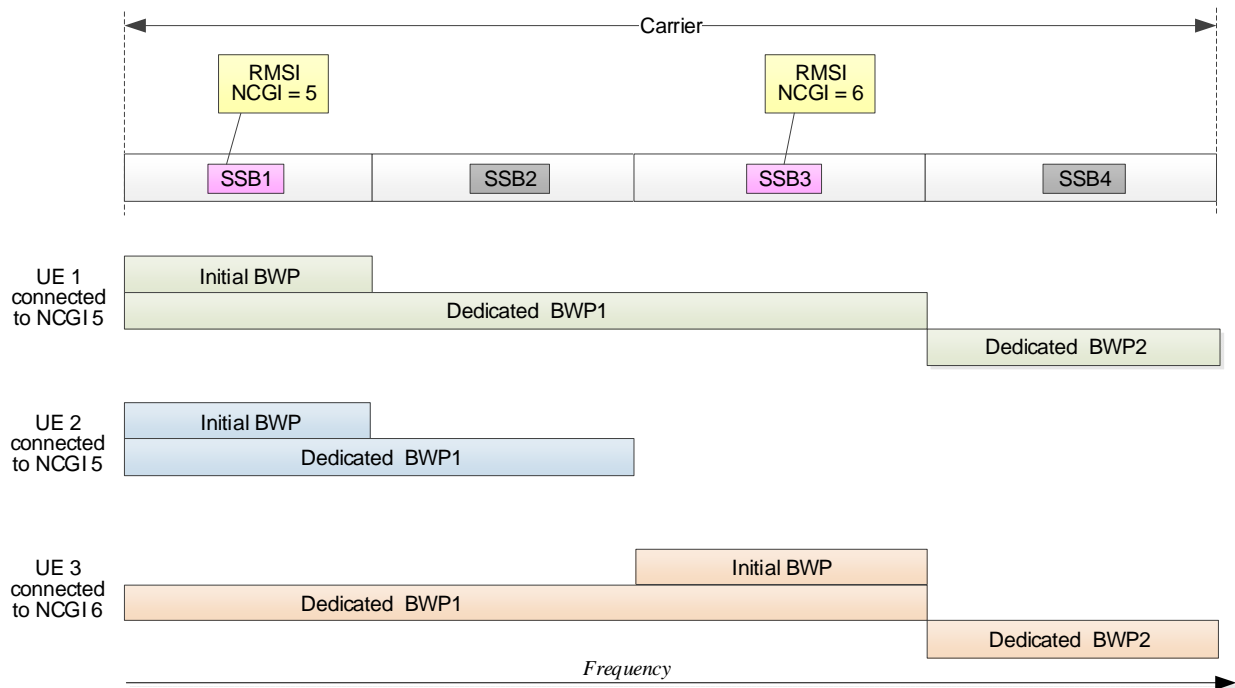 Carrier
RMSI
NCGI = 5
RMSI
NCGI = 6
SSB1
SSB2
SSB3
SSB4
UE 1
connected
to NCGI 5
Initial BWP
Dedicated BWP1
Dedicated BWP2
UE 2
connected
to NCGI 5
Initial BWP
Dedicated BWP1
UE 3
connected
to NCGI 6
Initial BWP
Dedicated BWP1
Dedicated BWP2
Frequency